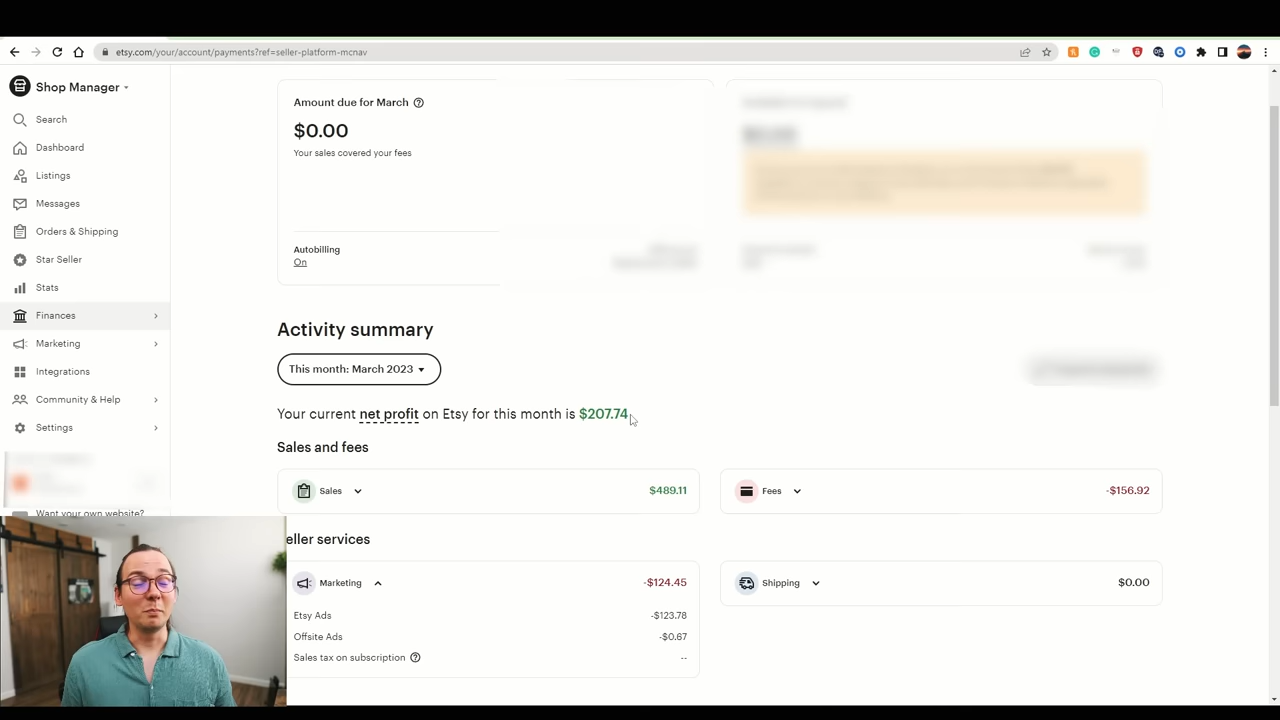 etsy.com/your/account/payments?ref=seller-platform-mcnav
Shop Manager
Search
Dashboard
Listings
Messages
Orders & Shipping
Star Seller
Stats
Finances
Marketing
Integrations
Community & Help
Settings
Want your own website?
Amount due for March
$0.00
Your sales covered your fees
Autobilling
On
Activity summary
This month: March 2023
Your current net profit on Etsy for this month is $207.74
Sales and fees
Sales $489.11
Fees -$156.92
eller services
Marketing -$124.45
Etsy Ads -$123.78
Offsite Ads -$0.67
Sales tax on subscription --
Shipping $0.00